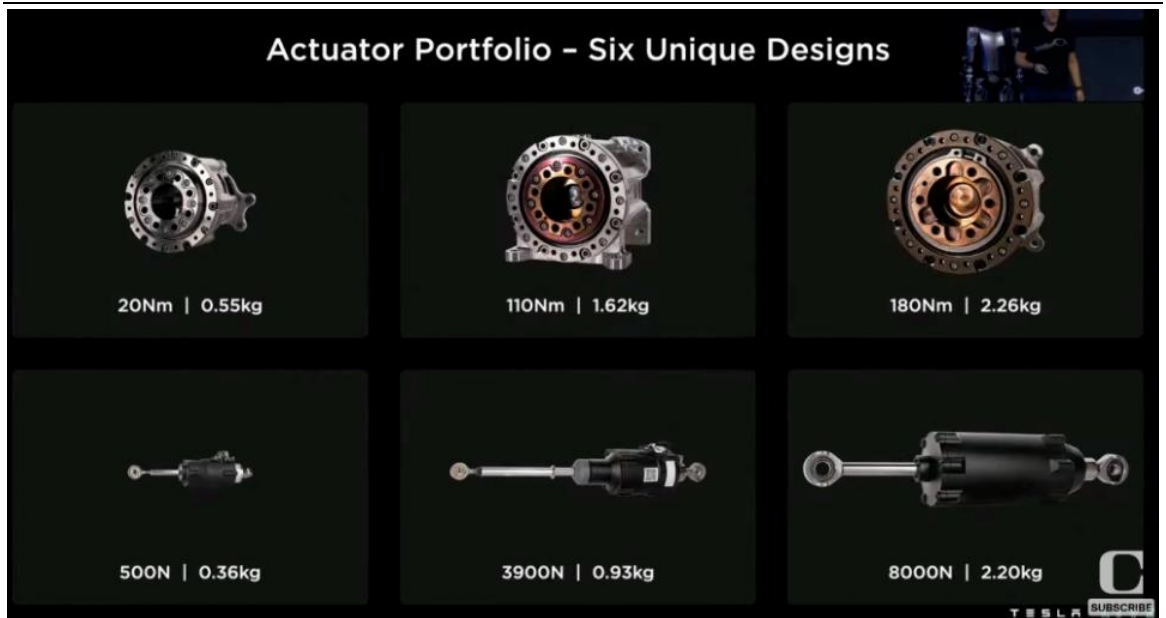 Actuator Portfolio – Six Unique Designs
20Nm | 0.55kg
110Nm | 1.62kg
180Nm | 2.26kg
500N | 0.36kg
3900N | 0.93kg
8000N | 2.20kg
C
TESLA
SUBSCRIBE